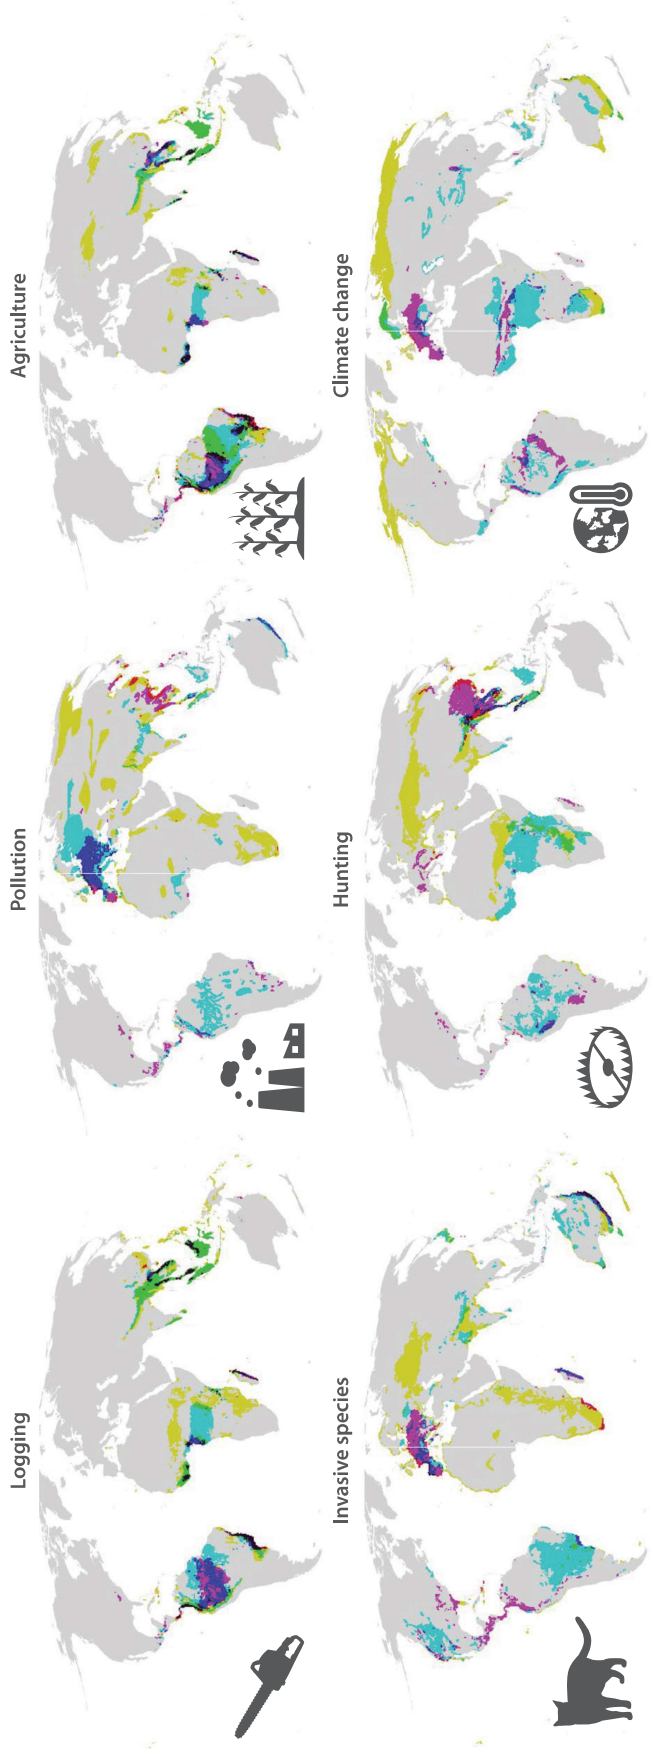 Logging
Pollution
Agriculture
Invasive species
Hunting
Climate change